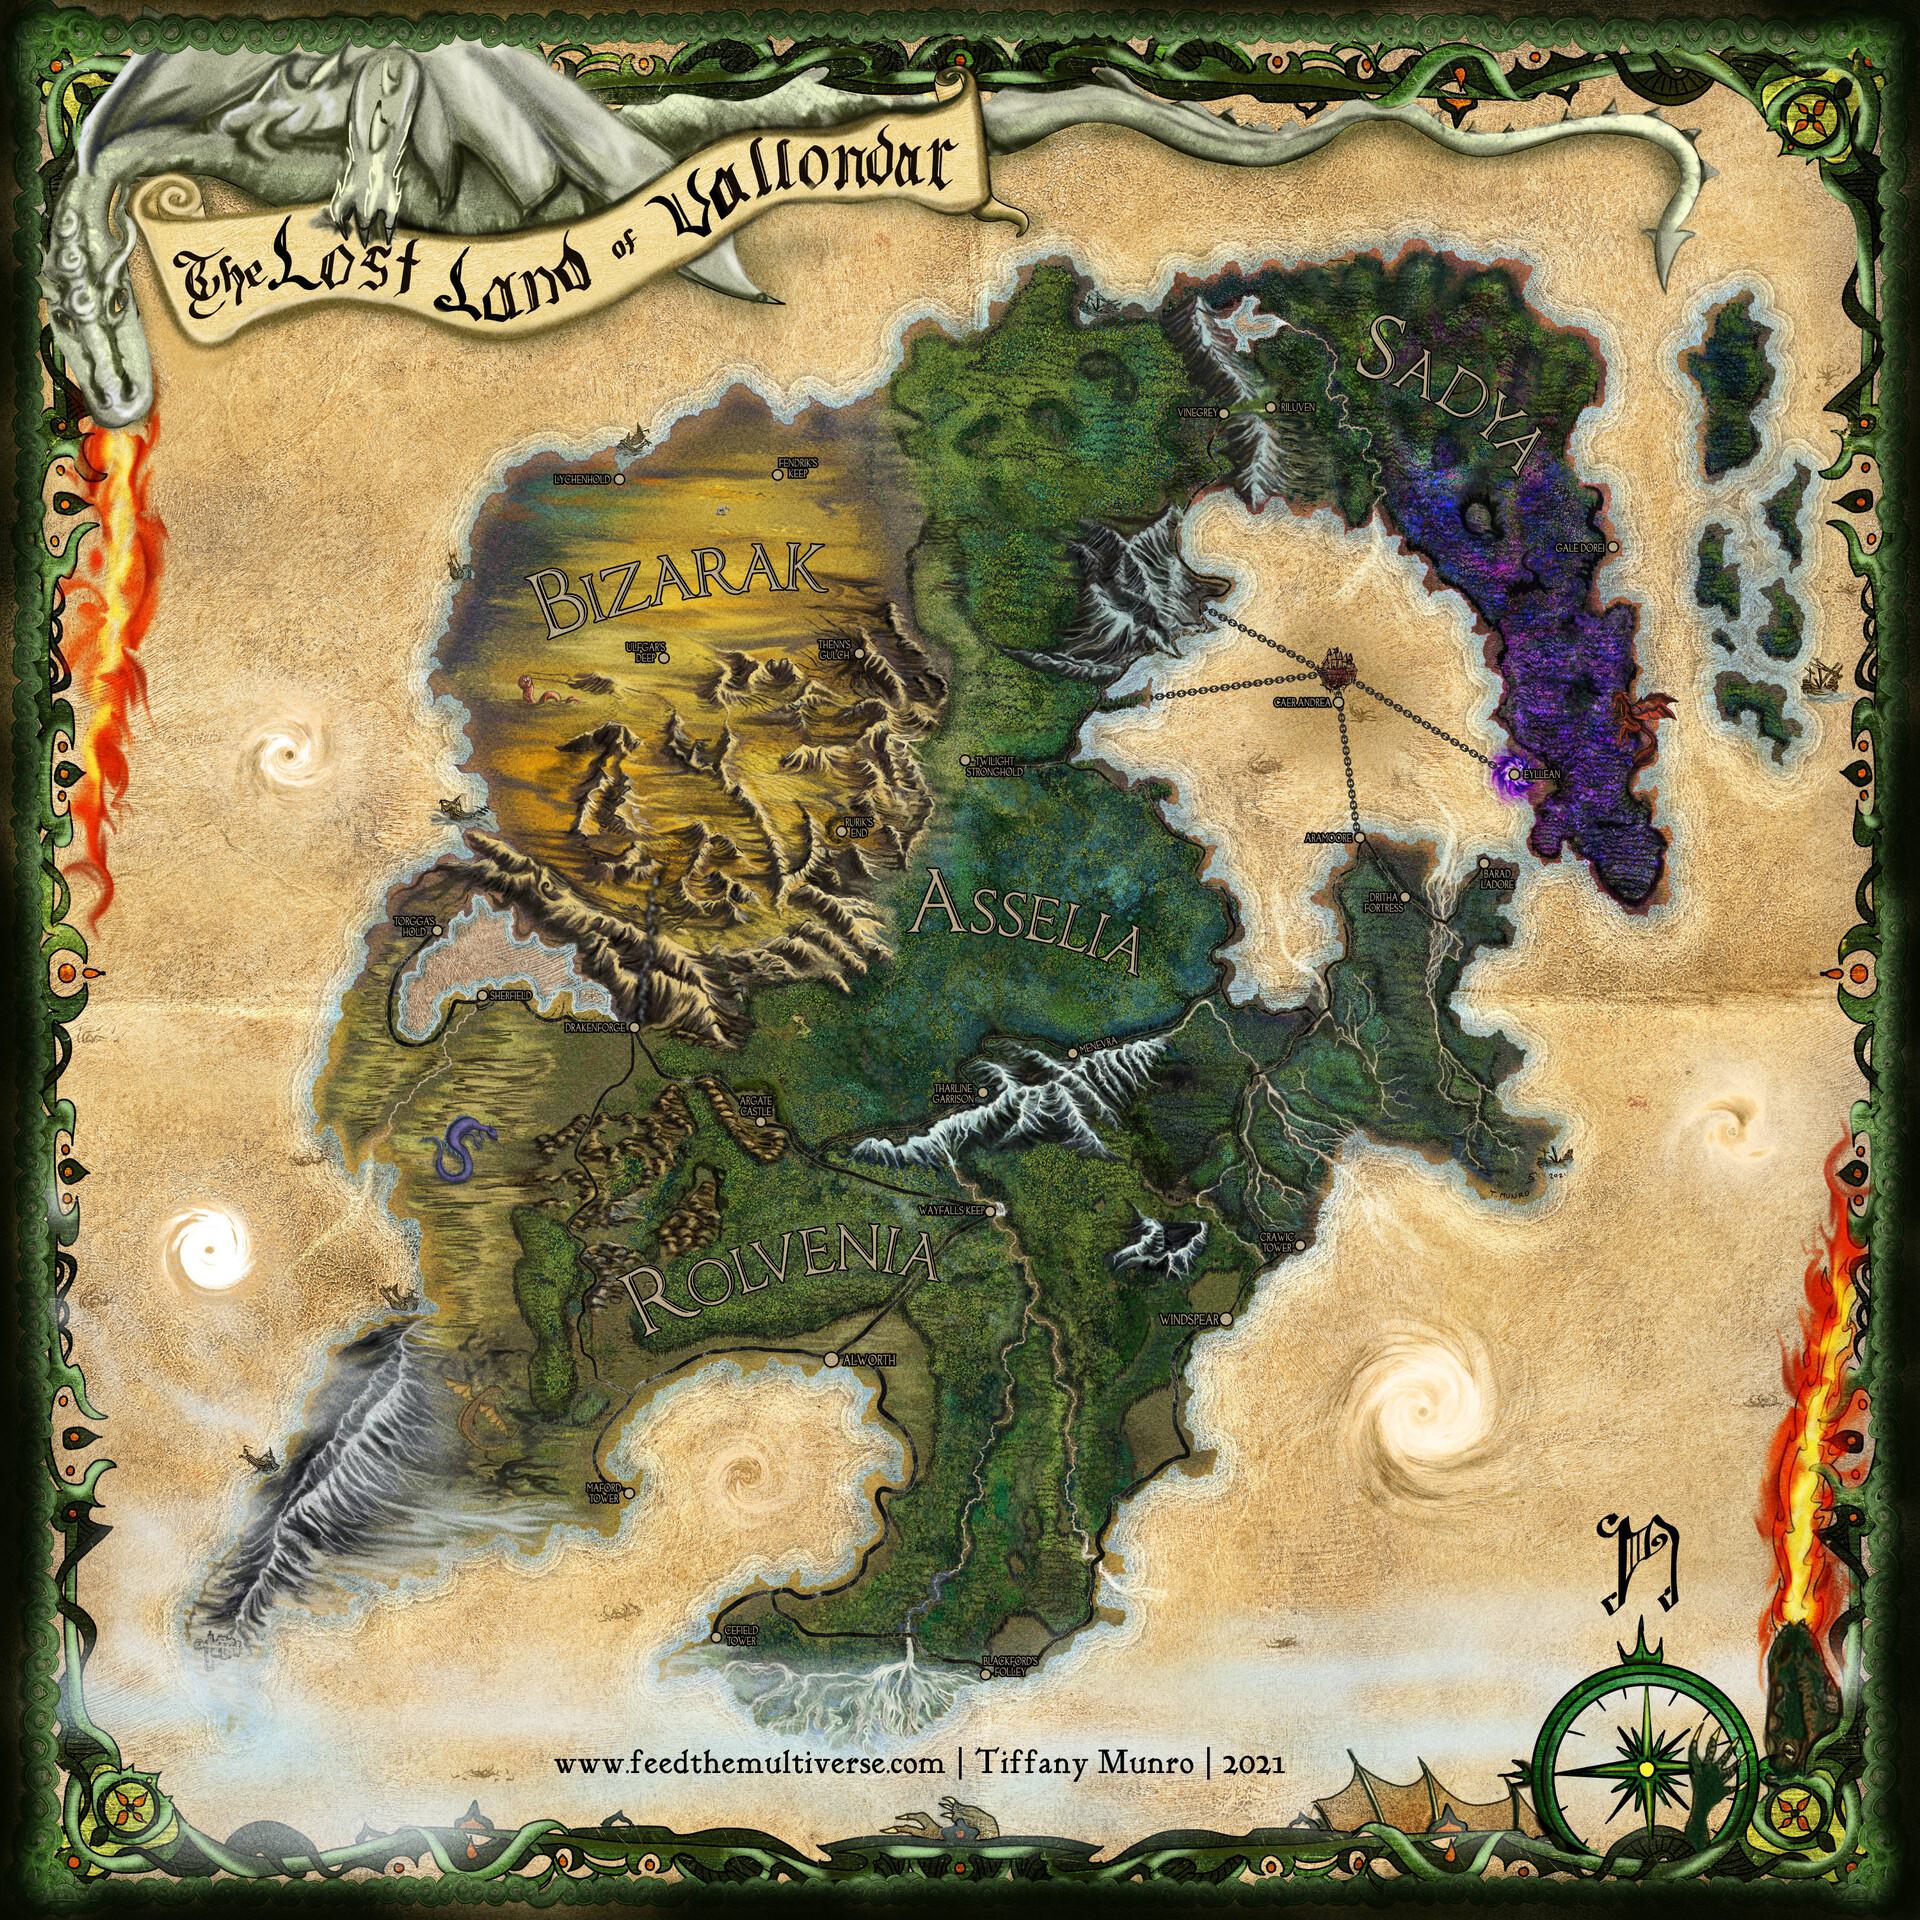 The Lost Land of Vallondar
SADYA
VINEGREY
RILUVEN
LYCHENHOLD
FENDRIK'S
KEEP
GALE DOREI
BIZARAK
ULFGAR'S
DEEP
THENN'S
GULCH
CAER ANDREA
TWILIGHT
STRONGHOLD
EYLLEAN
RURIK'S
END
ARAMOORE
BARAD
LADORE
DRITHA
FORTRESS
ASSELIA
TORGGA'S
HOLD
SHERFIELD
DRAKENFORGE
MENEVRA
THARLINE
GARRISON
ARGATE
CASTLE
T. MUNRO
2021
WAYFALLS KEEP
CRAWIC
TOWER
ROLVENIA
WINDSPEAR
ALWORTH
MAFORD
TOWER
N
CEFIELD
TOWER
BLACKFORD'S
FOLLEY
www.feedthemultiverse.com | Tiffany Munro | 2021